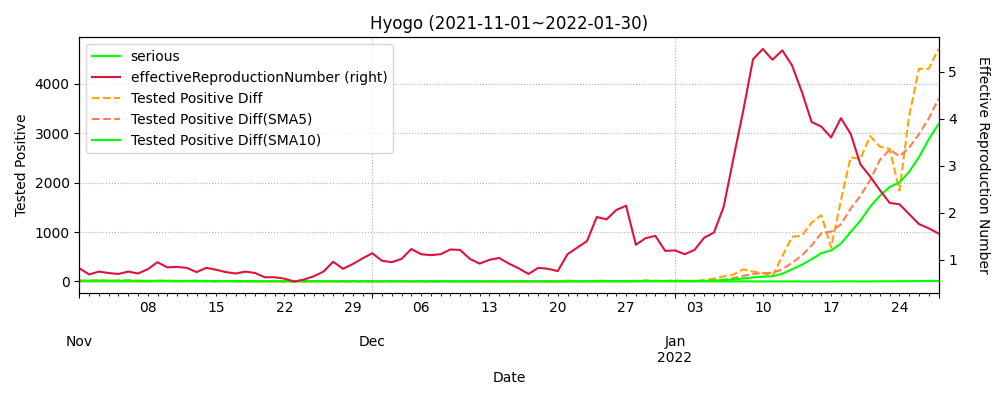 Hyogo (2021-11-01~2022-01-30)
serious
effectiveReproductionNumber (right)
Tested Positive Diff
Tested Positive Diff(SMA5)
Tested Positive Diff(SMA10)
Tested Positive
4000
3000
2000
1000
0
Effective Reproduction Number
5
4
3
2
1
08 15 22 29 06 13 20 27 03 10 17 24
Nov Dec Jan
2022
Date